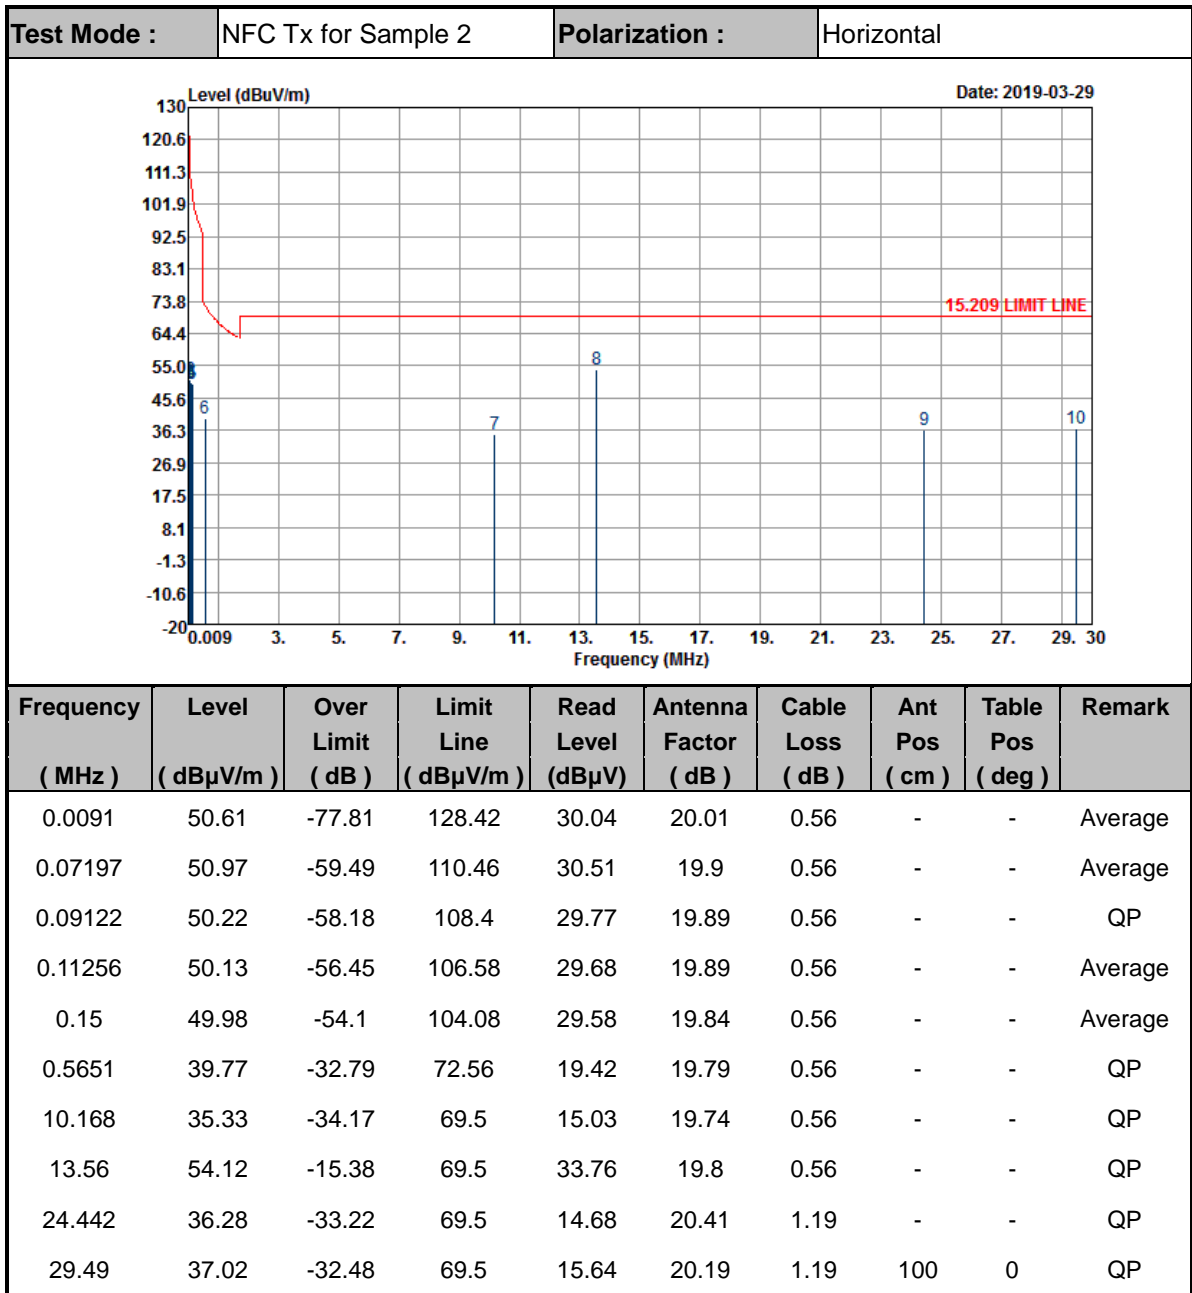 Test Mode : NFC Tx for Sample 2 Polarization : Horizontal
Level (dBuV/m) Date: 2019-03-29
130
120.6
111.3
101.9
92.5
83.1
73.8
15.209 LIMIT LINE
64.4
55.0
8
45.6
6
36.3
7
9
10
26.9
17.5
8.1
-1.3
-10.6
-20
0.009 3. 5. 7. 9. 11. 13. 15. 17. 19. 21. 23. 25. 27. 29. 30
Frequency (MHz)
Frequency Level Over Limit Read Antenna Cable Ant Table Remark
Limit Line Level Factor Loss Pos Pos
( MHz ) ( dBµV/m ) ( dB ) ( dBµV/m ) (dBµV) ( dB ) ( dB ) ( cm ) ( deg )
0.0091 50.61 -77.81 128.42 30.04 20.01 0.56 - - Average
0.07197 50.97 -59.49 110.46 30.51 19.9 0.56 - - Average
0.09122 50.22 -58.18 108.4 29.77 19.89 0.56 - - QP
0.11256 50.13 -56.45 106.58 29.68 19.89 0.56 - - Average
0.15 49.98 -54.1 104.08 29.58 19.84 0.56 - - Average
0.5651 39.77 -32.79 72.56 19.42 19.79 0.56 - - QP
10.168 35.33 -34.17 69.5 15.03 19.74 0.56 - - QP
13.56 54.12 -15.38 69.5 33.76 19.8 0.56 - - QP
24.442 36.28 -33.22 69.5 14.68 20.41 1.19 - - QP
29.49 37.02 -32.48 69.5 15.64 20.19 1.19 100 0 QP